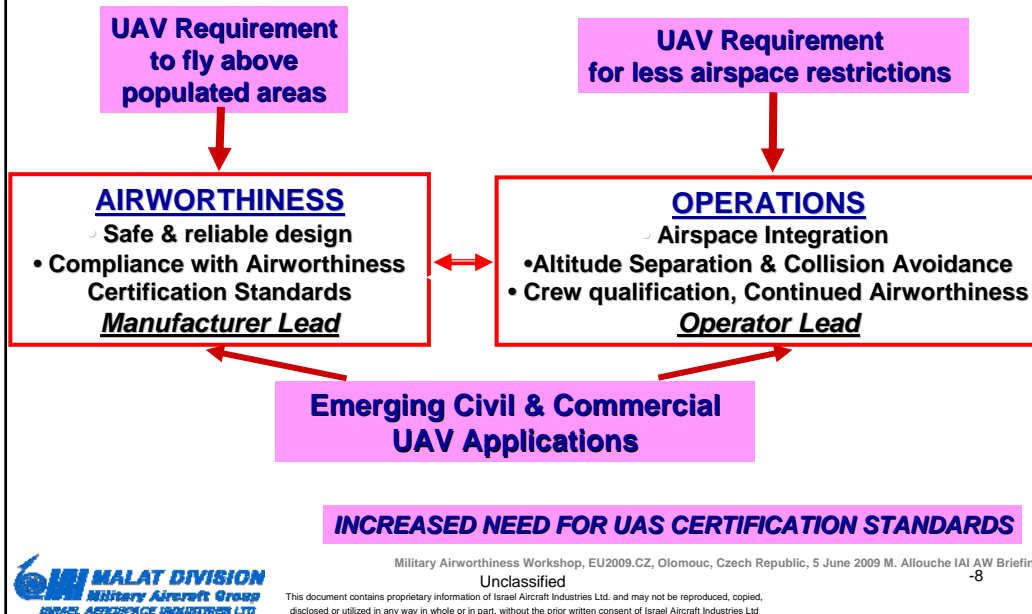 UAV Requirement
to fly above
populated areas
UAV Requirement
for less airspace restrictions
AIRWORTHINESS
Safe & reliable design
• Compliance with Airworthiness
Certification Standards
Manufacturer Lead
OPERATIONS
Airspace Integration
•Altitude Separation & Collision Avoidance
• Crew qualification, Continued Airworthiness
Operator Lead
Emerging Civil & Commercial
UAV Applications
INCREASED NEED FOR UAS CERTIFICATION STANDARDS
MALAT DIVISION
Military Aircraft Group
ISRAEL AEROSPACE INDUSTRIES LTD
Military Airworthiness Workshop, EU2009.CZ, Olomouc, Czech Republic, 5 June 2009 M. Allouche IAI AW Briefin
-8
Unclassified
This document contains proprietary information of Israel Aircraft Industries Ltd. and may not be reproduced, copied,
disclosed or utilized in any way in whole or in part, without the prior written consent of Israel Aircraft Industries Ltd